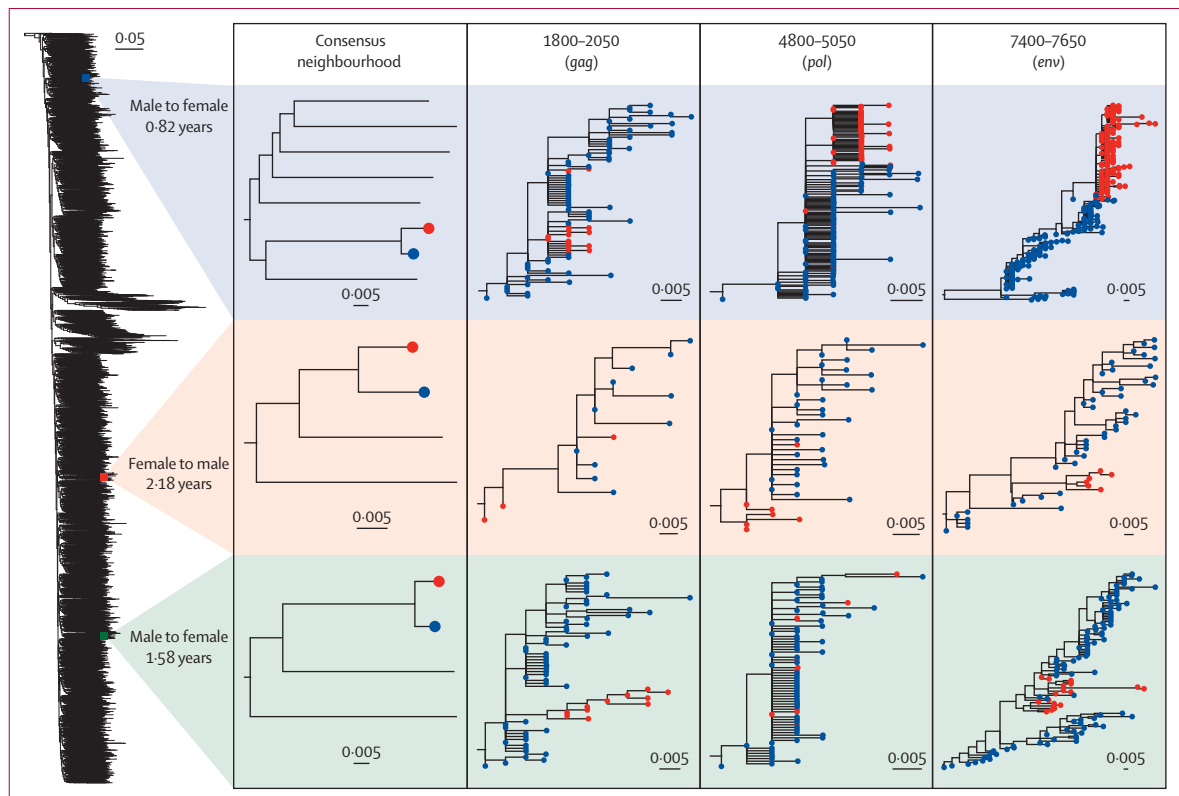 0·05
Consensus
neighbourhood
1800–2050
(gag)
4800–5050
(pol)
7400–7650
(env)
Male to female
0·82 years
0·005
0·005
0·005
0·005
Female to male
2·18 years
0·005
0·005
0·005
0·005
Male to female
1·58 years
0·005
0·005
0·005
0·005